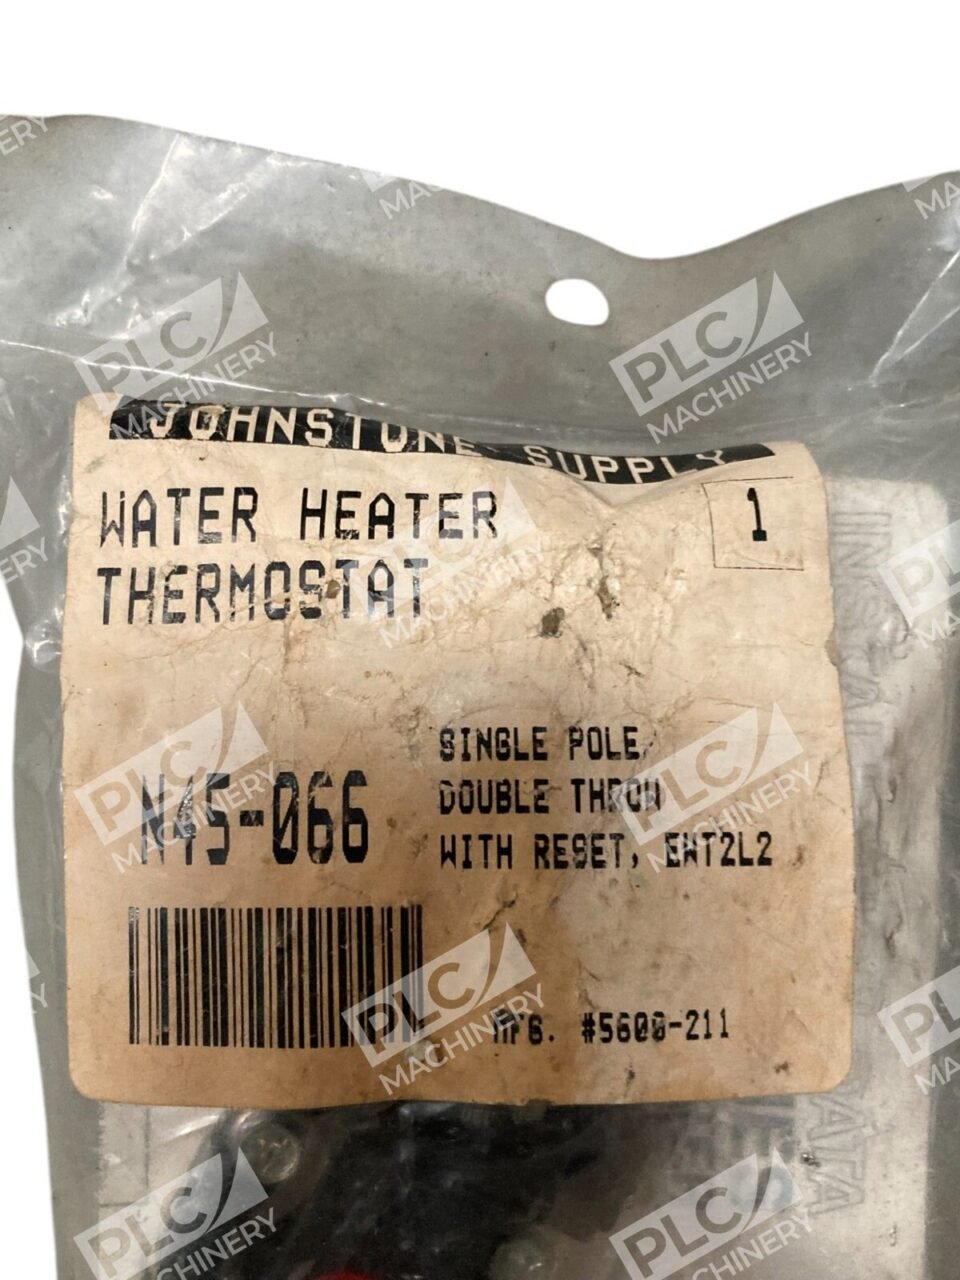 JOHNSTONE SUPPLY
WATER HEATER
THERMOSTAT
1
N45-066
SINGLE POLE,
DOUBLE THROW
WITH RESET, EWT2L2
MFG. #5600-211
PLC
MACHINERY